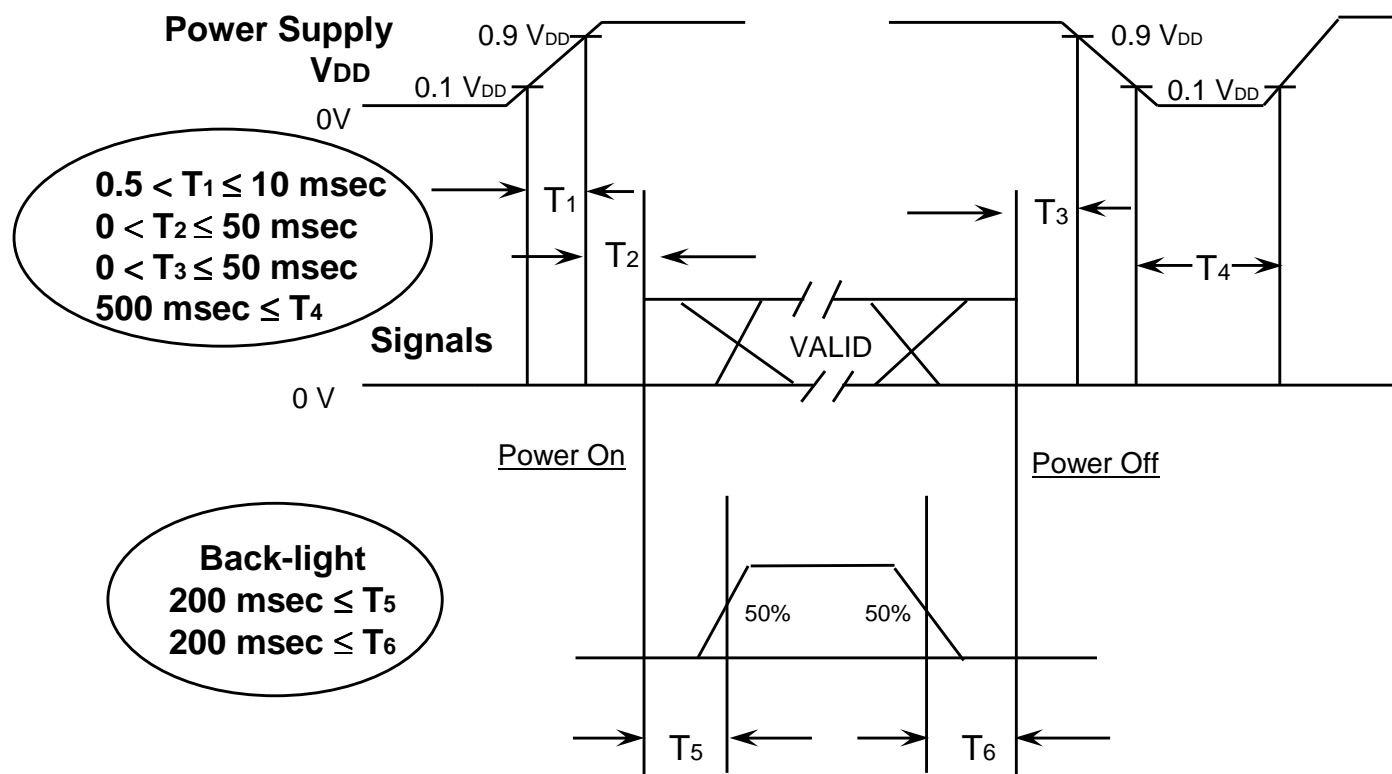 Power Supply
VDD
0.9 VDD
0.1 VDD
0V
0.9 VDD
0.1 VDD
0.5 < T1 ≤ 10 msec
0 < T2 ≤ 50 msec
0 < T3 ≤ 50 msec
500 msec ≤ T4
T1
T2
T3
T4
Signals
VALID
0 V
Power On
Power Off
Back-light
200 msec ≤ T5
200 msec ≤ T6
50%
50%
T5
T6